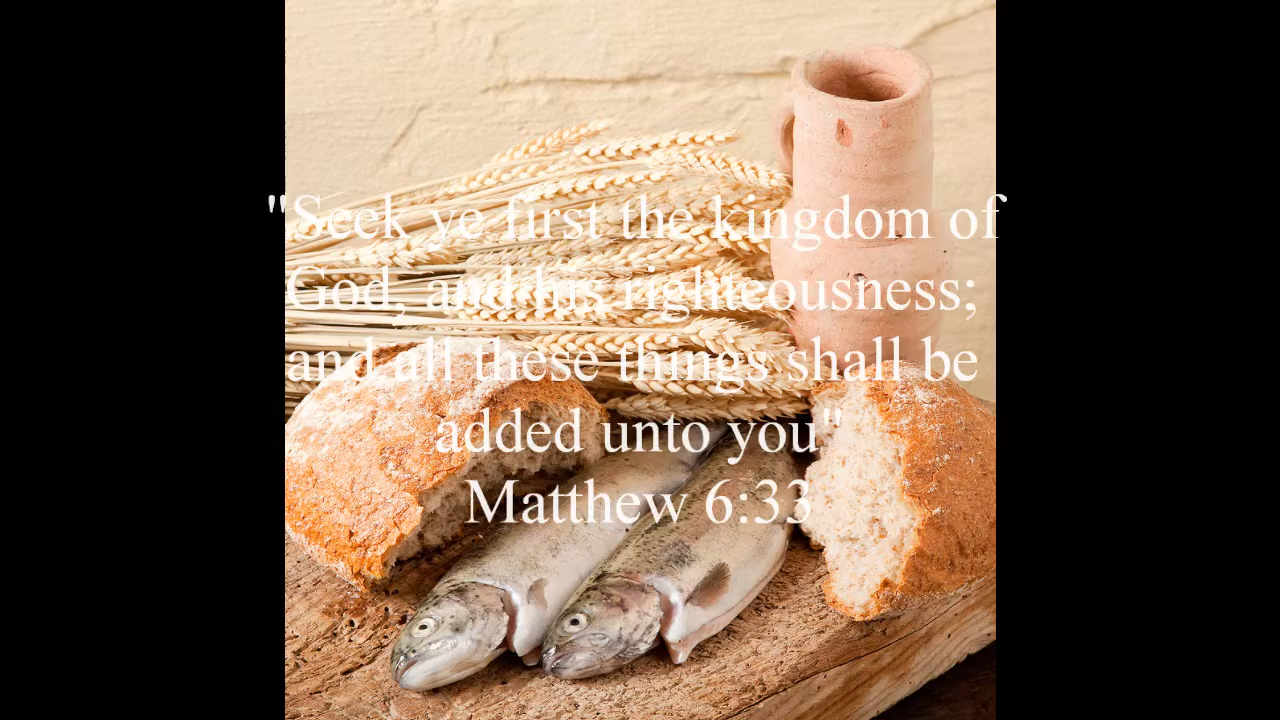 "Seek ye first the kingdom of
God, and his righteousness;
and all these things shall be
added unto you"
Matthew 6:33